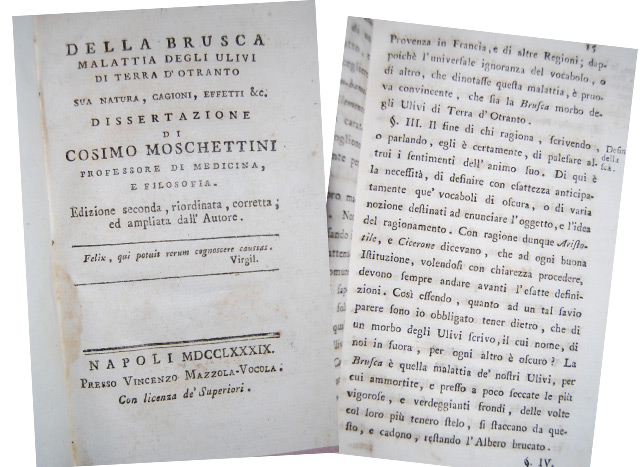 DELLA BRUSCA
MALATTIA DEGLI ULIVI
DI TERRA D'OTRANTO
SUA NATURA, CAGIONI, EFFETTI &c.
DISSERTAZIONE
DI
COSIMO MOSCHETTINI
PROFESSORE DI MEDICINA,
E FILOSOFIA.
Edizione seconda, riordinata, corretta;
ed ampliata dall' Autore.
Felix, qui potuit rerum cognoscere caussas.
Virgil.
NAPOLI MDCCLXXXIX.
PRESSO VINCENZO MAZZOLA-VOCOLA.
Con licenza de' Superiori.
15
Provenza in Francia, e di altre Regioni; dap-
poichè l'universale ignoranza del vocabolo, o
di altro, che dinotasse questa malattia, è pruo-
va convincente, che sia la Brusca morbo de-
gli Ulivi di Terra d'Otranto.
§. III. Il fine di chi ragiona, scrivendo,
o parlando, egli è certamente, di palesare al-
trui i sentimenti dell'animo suo. Di quì è
la necessità, di definire con esattezza anticipa-
tamente que' vocaboli di oscura, o di varia
nozione destinati ad enunciare l'oggetto, e l'idea
del ragionamento. Con ragione dunque Aristo-
tile, e Cicerone dicevano, che ad ogni buona
Istituzione, volendosi con chiarezza procedere,
devono sempre andare avanti l'esatte defini-
zioni. Così essendo, quanto ad un tal savio
parere sono io obbligato tener dietro, che di
un morbo degli Ulivi scrivo, il cui nome, di
noi in fuora, per ogni altro è oscuro? La
Brusca è quella malattia de' nostri Ulivi, per
cui ammortite, e presso a poco seccate le più
vigorose, e verdeggianti frondi, delle volte
col loro più tenero stelo, si staccano da que-
sto, e cadono, restando l'Albero brucato.
§. IV.
Defin
della